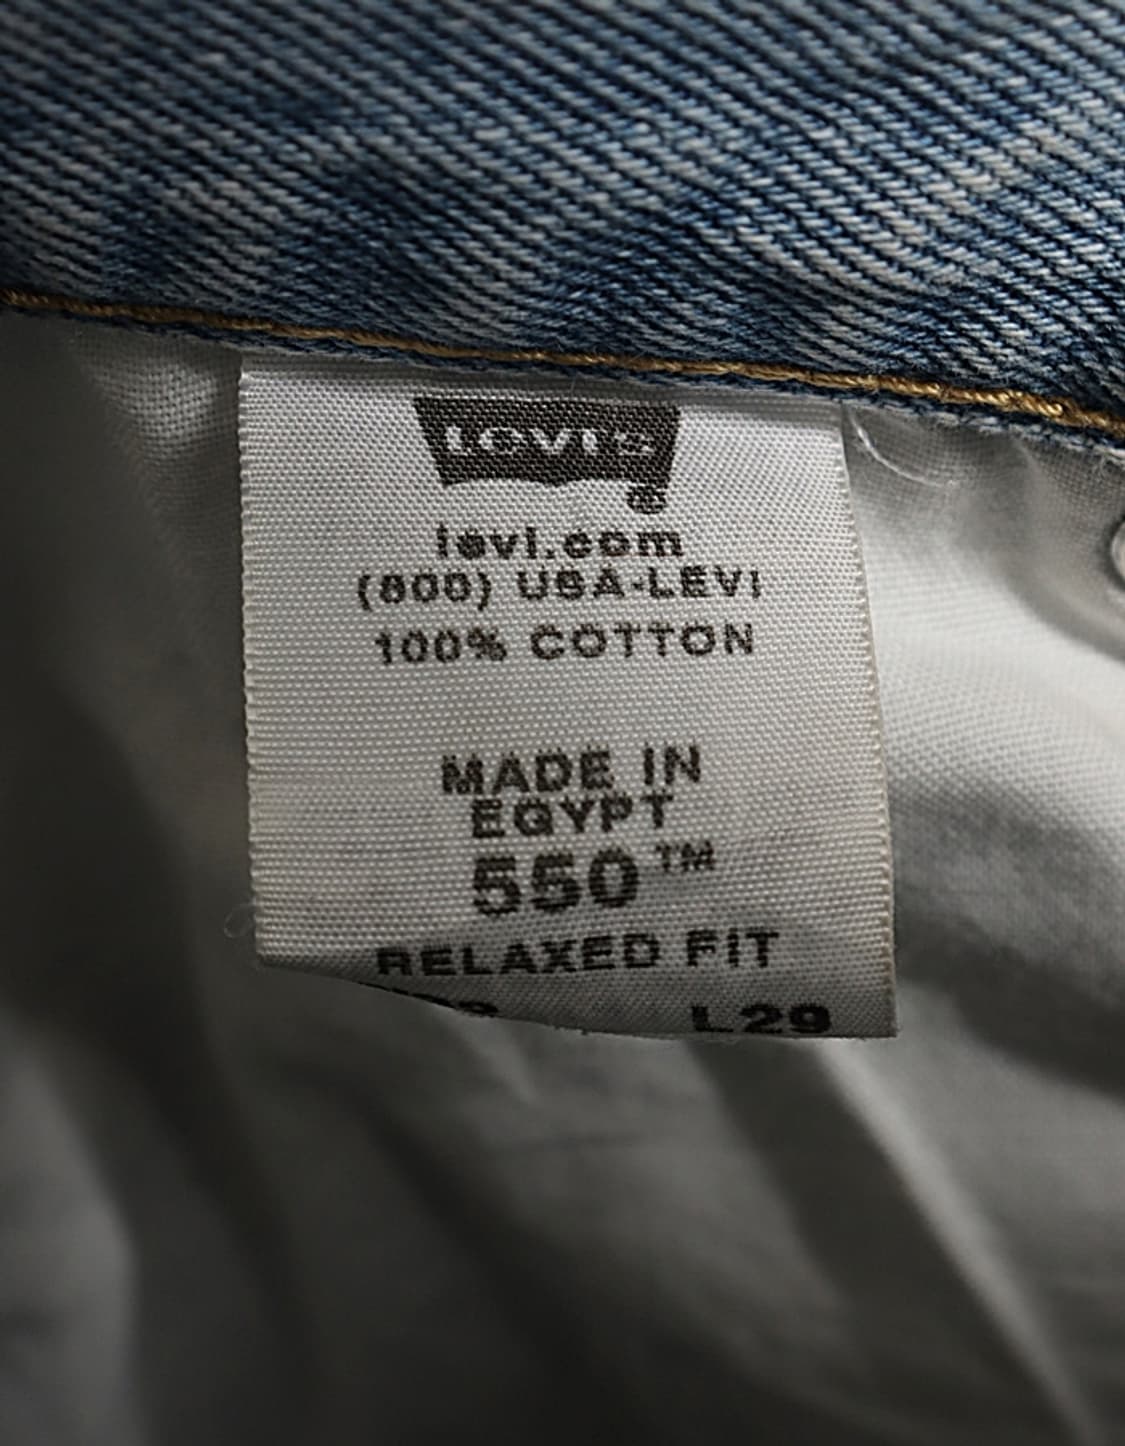 LEVI'S
®
levi.com
(800) USA-LEVI
100% COTTON
MADE IN
EGYPT
550™
RELAXED FIT
L29